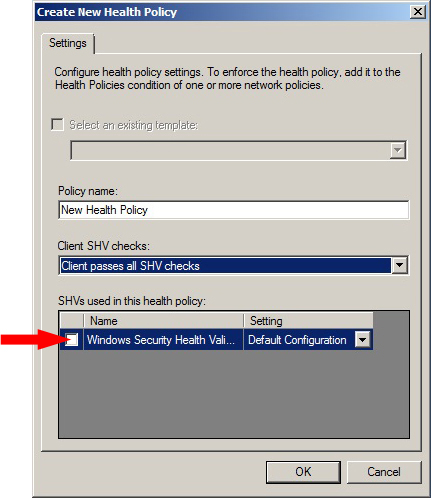 Create New Health Policy
Settings
Configure health policy settings. To enforce the health policy, add it to the
Health Policies condition of one or more network policies.
Select an existing template:
Policy name:
New Health Policy
Client SHV checks:
Client passes all SHV checks
SHVs used in this health policy:
Name Setting
Windows Security Health Vali... Default Configuration
OK Cancel